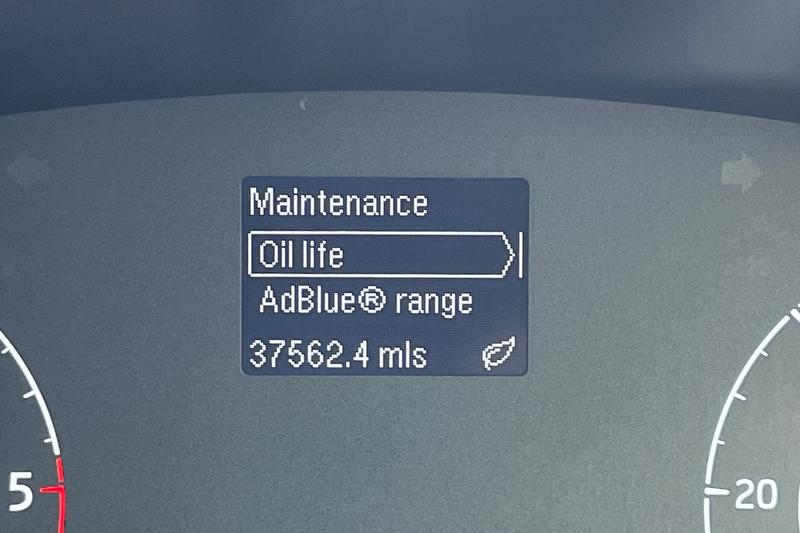 Maintenance
Oil life
AdBlue® range
37562.4 mls
5
20